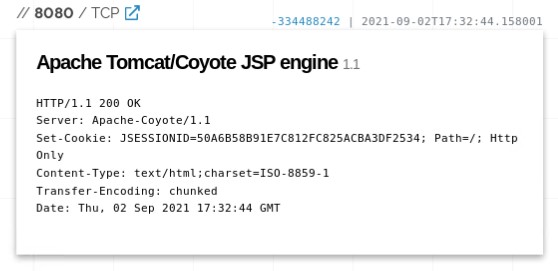 // 8080 / TCP
-334488242 | 2021-09-02T17:32:44.158001
Apache Tomcat/Coyote JSP engine 1.1
HTTP/1.1 200 OK
Server: Apache-Coyote/1.1
Set-Cookie: JSESSIONID=50A6B58B91E7C812FC825ACBA3DF2534; Path=/; Http
Only
Content-Type: text/html;charset=ISO-8859-1
Transfer-Encoding: chunked
Date: Thu, 02 Sep 2021 17:32:44 GMT